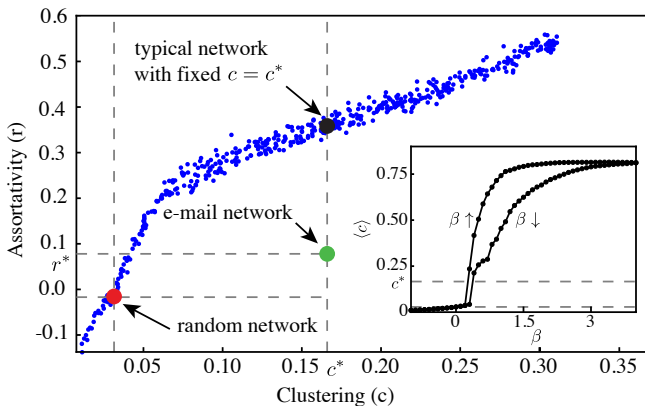 0.6
0.5
0.4
0.3
0.2
0.1
r*
0.0
-0.1
Assortativity (r)
typical network
with fixed c = c*
e-mail network
random network
0.05
0.10
0.15
c*
0.20
0.25
0.30
0.35
Clustering (c)
0.75
0.50
0.25
c*
0
⟨c⟩
β ↑
β ↓
0
1.5
3
β